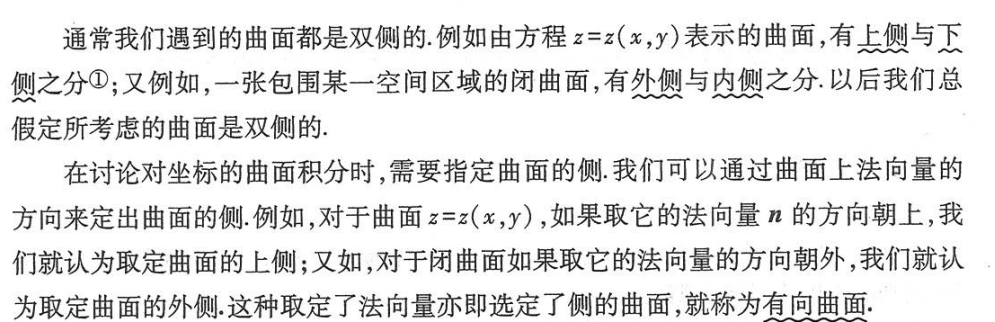 通常我们遇到的曲面都是双侧的.例如由方程 z=z(x,y)表示的曲面,有上侧与下
侧之分①;又例如,一张包围某一空间区域的闭曲面,有外侧与内侧之分.以后我们总
假定所考虑的曲面是双侧的.
在讨论对坐标的曲面积分时,需要指定曲面的侧.我们可以通过曲面上法向量的
方向来定出曲面的侧.例如,对于曲面 z=z(x,y),如果取它的法向量 n 的方向朝上,我
们就认为取定曲面的上侧;又如,对于闭曲面如果取它的法向量的方向朝外,我们就认
为取定曲面的外侧.这种取定了法向量亦即选定了侧的曲面,就称为有向曲面.